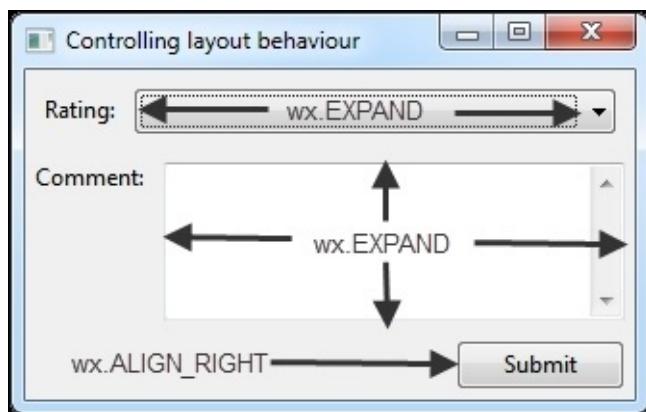 Controlling layout behaviour
Rating: wx.EXPAND
Comment:
wx.EXPAND
wx.ALIGN_RIGHT Submit